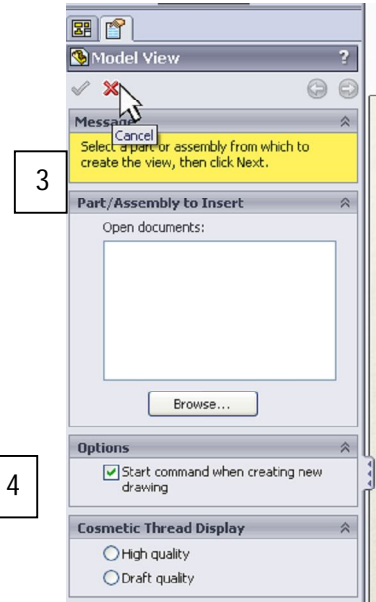 Model View ?
Message
Cancel
Select a part or assembly from which to
create the view, then click Next.
3
Part/Assembly to Insert
Open documents:
Browse...
Options
4
Start command when creating new
drawing
Cosmetic Thread Display
High quality
Draft quality